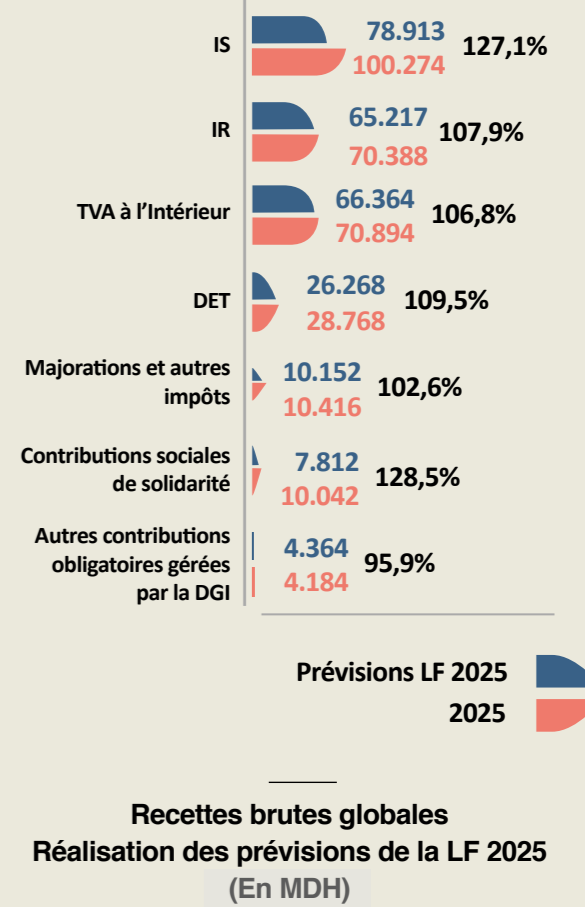 IS
78.913
100.274
127,1%
IR
65.217
70.388
107,9%
TVA à l'Intérieur
66.364
70.894
106,8%
DET
26.268
28.768
109,5%
Majorations et autres
impôts
10.152
10.416
102,6%
Contributions sociales
de solidarité
7.812
10.042
128,5%
Autres contributions
obligatoires gérées
par la DGI
4.364
4.184
95,9%
Prévisions LF 2025
2025
Recettes brutes globales
Réalisation des prévisions de la LF 2025
(En MDH)